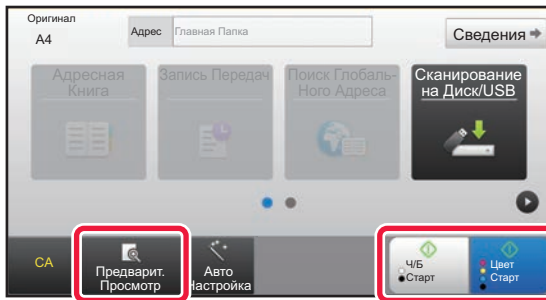 Оригинал
A4
Адрес
Главная Папка
Сведения
Адресная
Книга
Запись Передач
Поиск Глобаль-
Ного Адреса
Сканирование
на Диск/USB
CA
Предварит.
Просмотр
Авто
Настройка
Ч/Б
Старт
Цвет
Старт